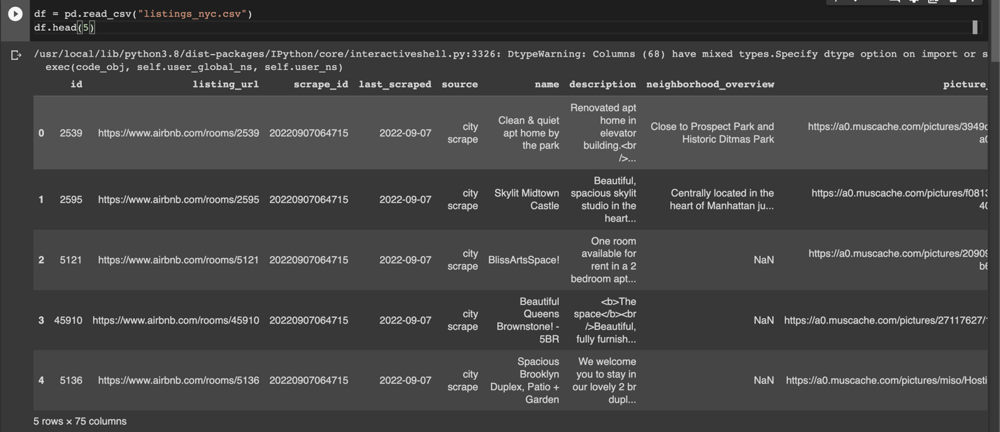 df = pd.read_csv("listings_nyc.csv")
df.head(5)
/usr/local/lib/python3.8/dist-packages/IPython/core/interactiveshell.py:3326: DtypeWarning: Columns (68) have mixed types.Specify dtype option on import or s
exec(code_obj, self.user_global_ns, self.user_ns)
id listing_url scrape_id last_scraped source name description neighborhood_overview picture_
0 2539 https://www.airbnb.com/rooms/2539 20220907064715 2022-09-07 city scrape Clean & quiet apt home by the park Renovated apt home in elevator building.<br />... Close to Prospect Park and Historic Ditmas Park https://a0.muscache.com/pictures/3949
1 2595 https://www.airbnb.com/rooms/2595 20220907064715 2022-09-07 city scrape Skylit Midtown Castle Beautiful, spacious skylit studio in the heart... Centrally located in the heart of Manhattan ju... https://a0.muscache.com/pictures/f0813
2 5121 https://www.airbnb.com/rooms/5121 20220907064715 2022-09-07 city scrape BlissArtsSpace! One room available for rent in a 2 bedroom apt... NaN https://a0.muscache.com/pictures/2090
3 45910 https://www.airbnb.com/rooms/45910 20220907064715 2022-09-07 city scrape Beautiful Queens Brownstone! - 5BR <b>The space</b><br />Beautiful, fully furnish... NaN https://a0.muscache.com/pictures/27117627/
4 5136 https://www.airbnb.com/rooms/5136 20220907064715 2022-09-07 city scrape Spacious Brooklyn Duplex, Patio + Garden We welcome you to stay in our lovely 2 br dupl... NaN https://a0.muscache.com/pictures/miso/Hosti
5 rows × 75 columns